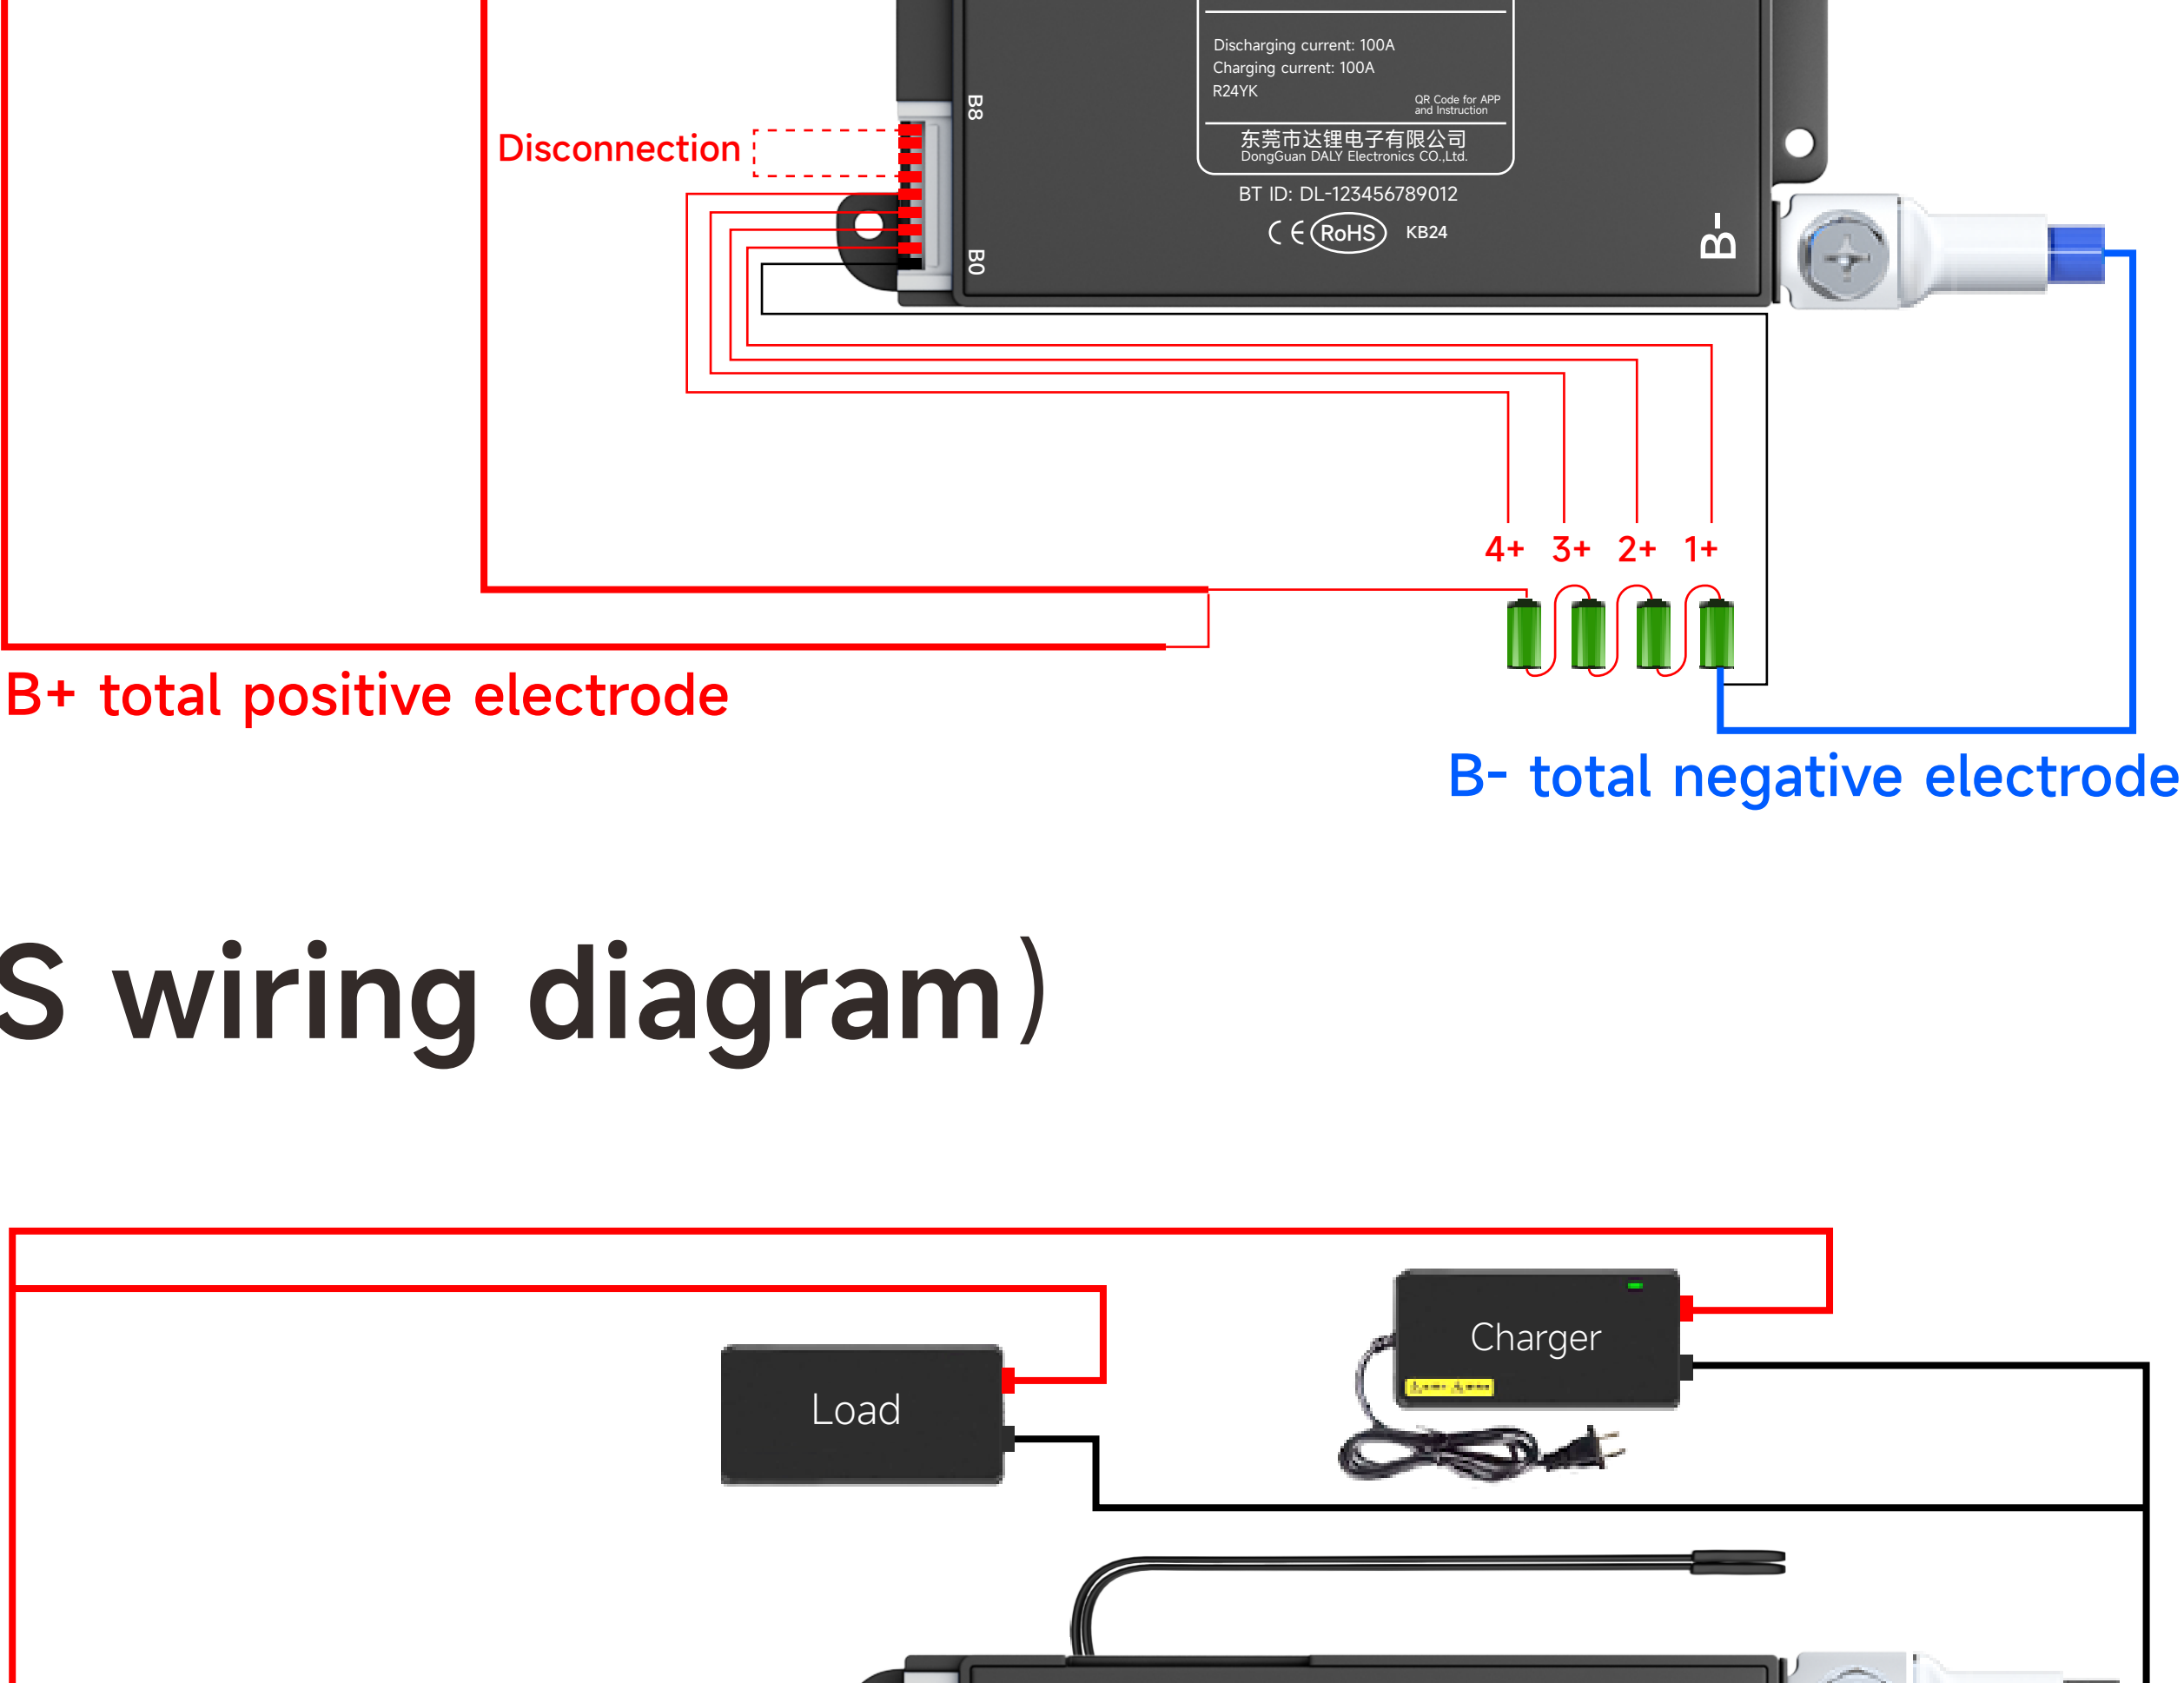 Discharging current: 100A
Charging current: 100A
R24YK
QR Code for APP
and Instruction
东莞市达锂电子有限公司
DongGuan DALY Electronics CO.,Ltd.
BT ID: DL-123456789012
CE RoHS KB24
B8
B0
B-
Disconnection
4+ 3+ 2+ 1+
B+ total positive electrode
B- total negative electrode
S wiring diagram)
Charger
Load